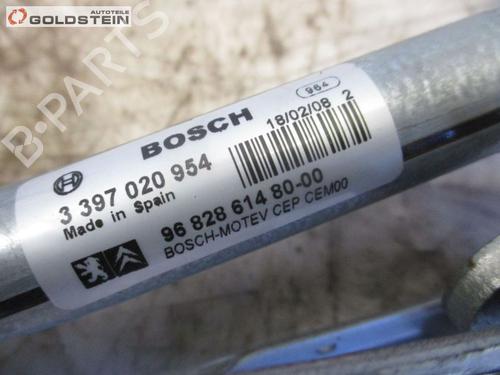 AUTOTEILE
GOLDSTEIN
B-PARTS
964
BOSCH
18/02/08 2
3 397 020 954
Made in Spain
96 828 614 80-00
BOSCH-MOTEV CEP CEM00